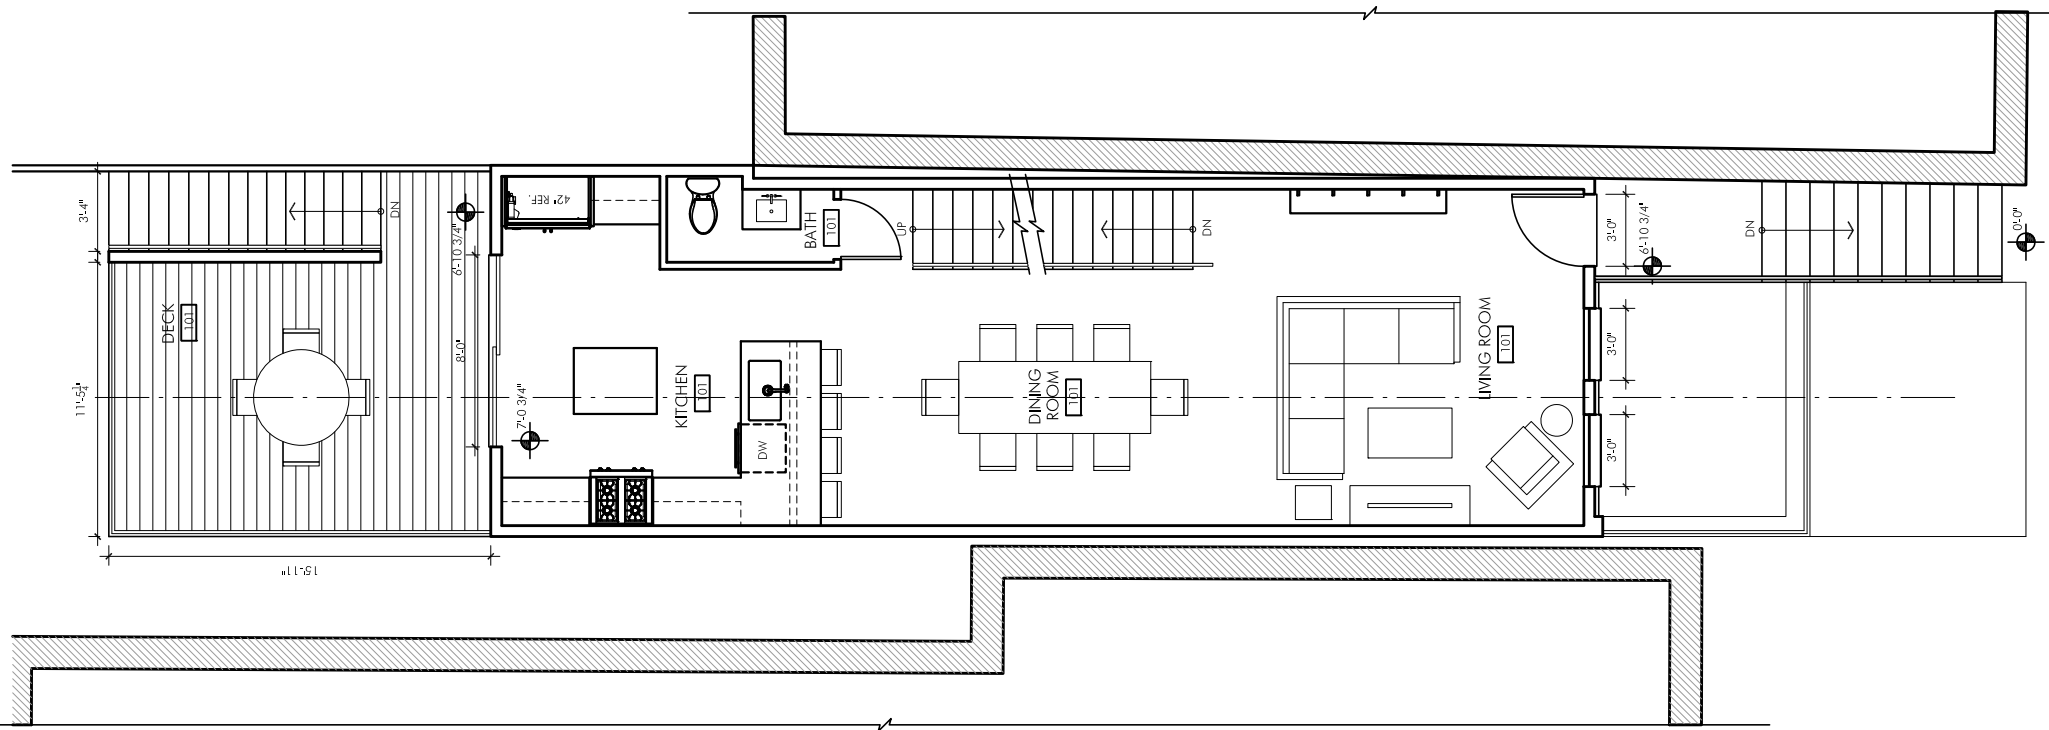 3'-4"
DN
6'-10 3/4"
42" REF.
BATH
101
UP
DN
3'-0"
6'-10 3/4"
DN
0'-0"
DECK
101
11'-5 1/4"
8'-0"
7'-0 3/4"
KITCHEN
101
DW
DINING
ROOM
101
LIVING ROOM
101
3'-0"
3'-0"
15'-11"